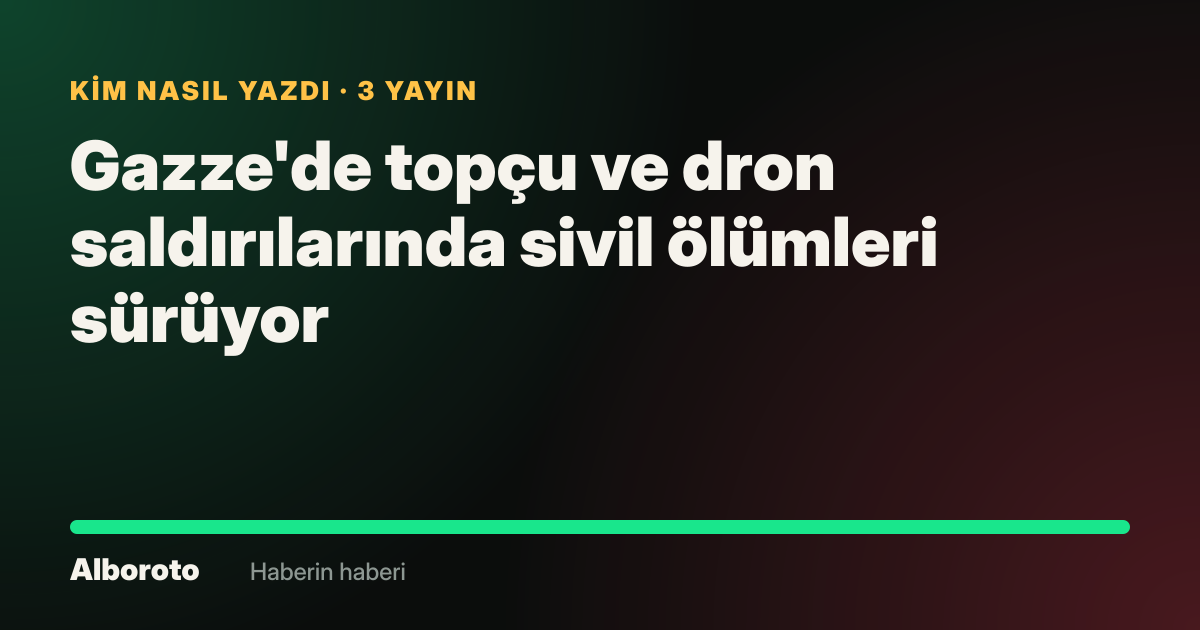 KİM NASIL YAZDI · 3 YAYIN
Gazze'de topçu ve dron
saldırılarında sivil ölümleri
sürüyor
Alboroto
Haberin haberi